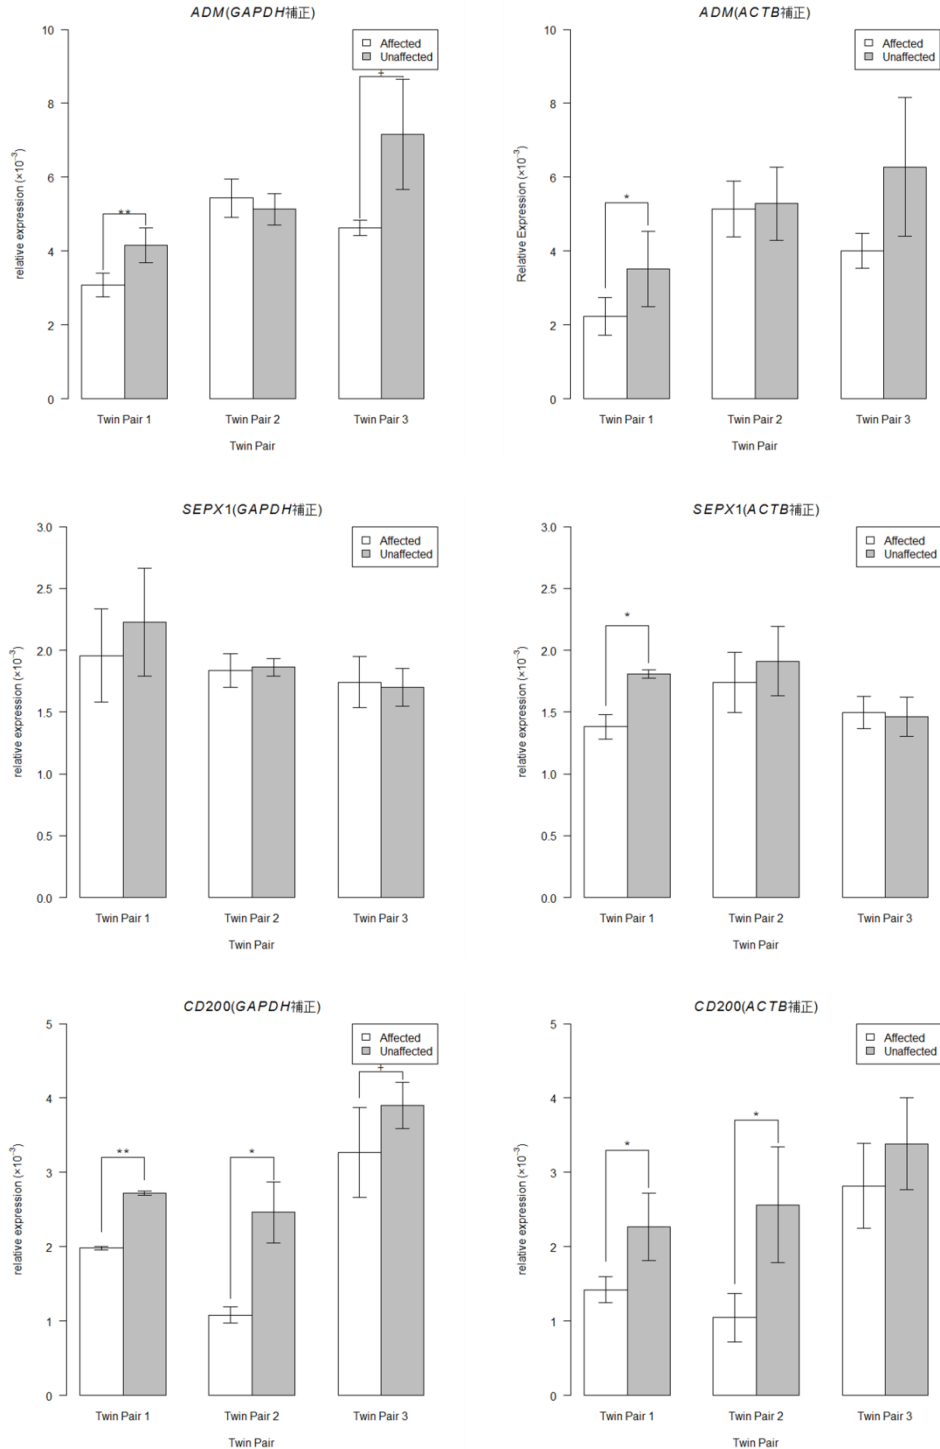 ADM(GAPDH補正)
10
8
6
4
2
0
relative expression (×10⁻³)
Affected
Unaffected
**
+
Twin Pair 1
Twin Pair 2
Twin Pair 3
Twin Pair
ADM(ACTB補正)
10
8
6
4
2
0
Relative Expression (×10⁻³)
Affected
Unaffected
*
Twin Pair 1
Twin Pair 2
Twin Pair 3
Twin Pair
SEPX1(GAPDH補正)
3.0
2.5
2.0
1.5
1.0
0.5
0.0
relative expression (×10⁻³)
Affected
Unaffected
Twin Pair 1
Twin Pair 2
Twin Pair 3
Twin Pair
SEPX1(ACTB補正)
3.0
2.5
2.0
1.5
1.0
0.5
0.0
relative expression (×10⁻³)
Affected
Unaffected
*
Twin Pair 1
Twin Pair 2
Twin Pair 3
Twin Pair
CD200(GAPDH補正)
5
4
3
2
1
0
relative expression (×10⁻³)
Affected
Unaffected
**
*
+
Twin Pair 1
Twin Pair 2
Twin Pair 3
Twin Pair
CD200(ACTB補正)
5
4
3
2
1
0
relative expression (×10⁻³)
Affected
Unaffected
*
*
Twin Pair 1
Twin Pair 2
Twin Pair 3
Twin Pair